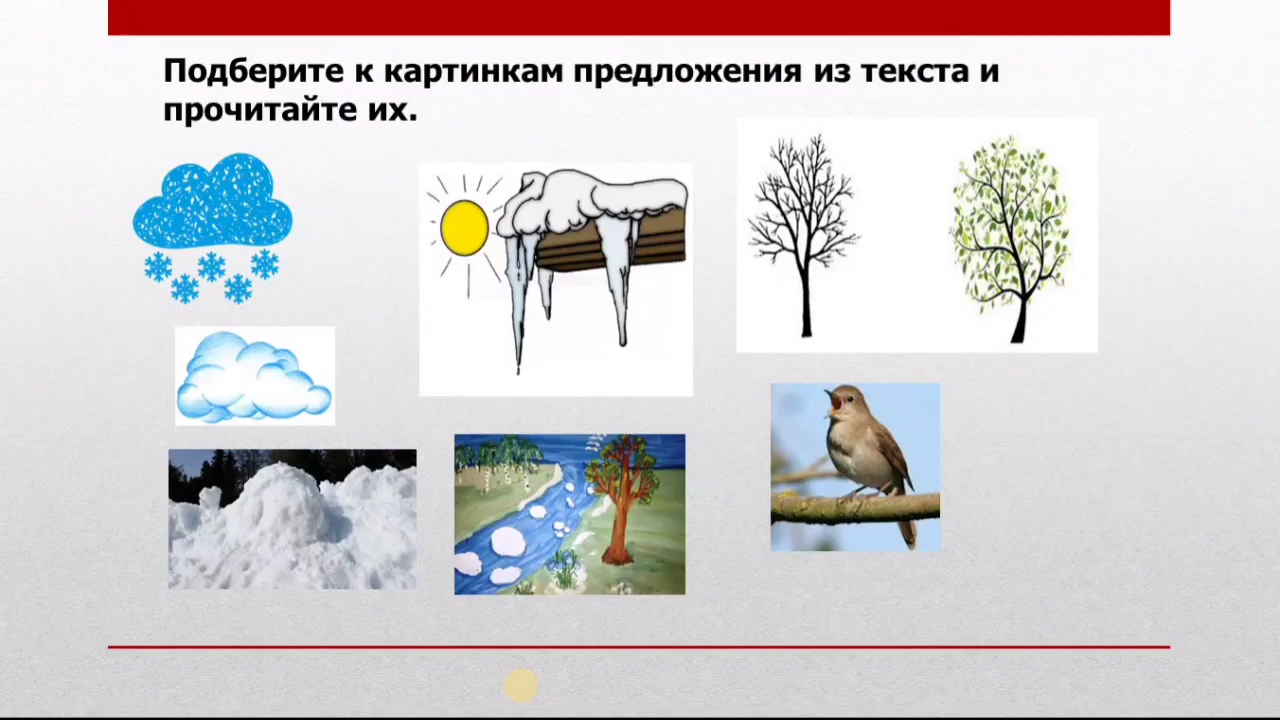 Подберите к картинкам предложения из текста и
прочитайте их.